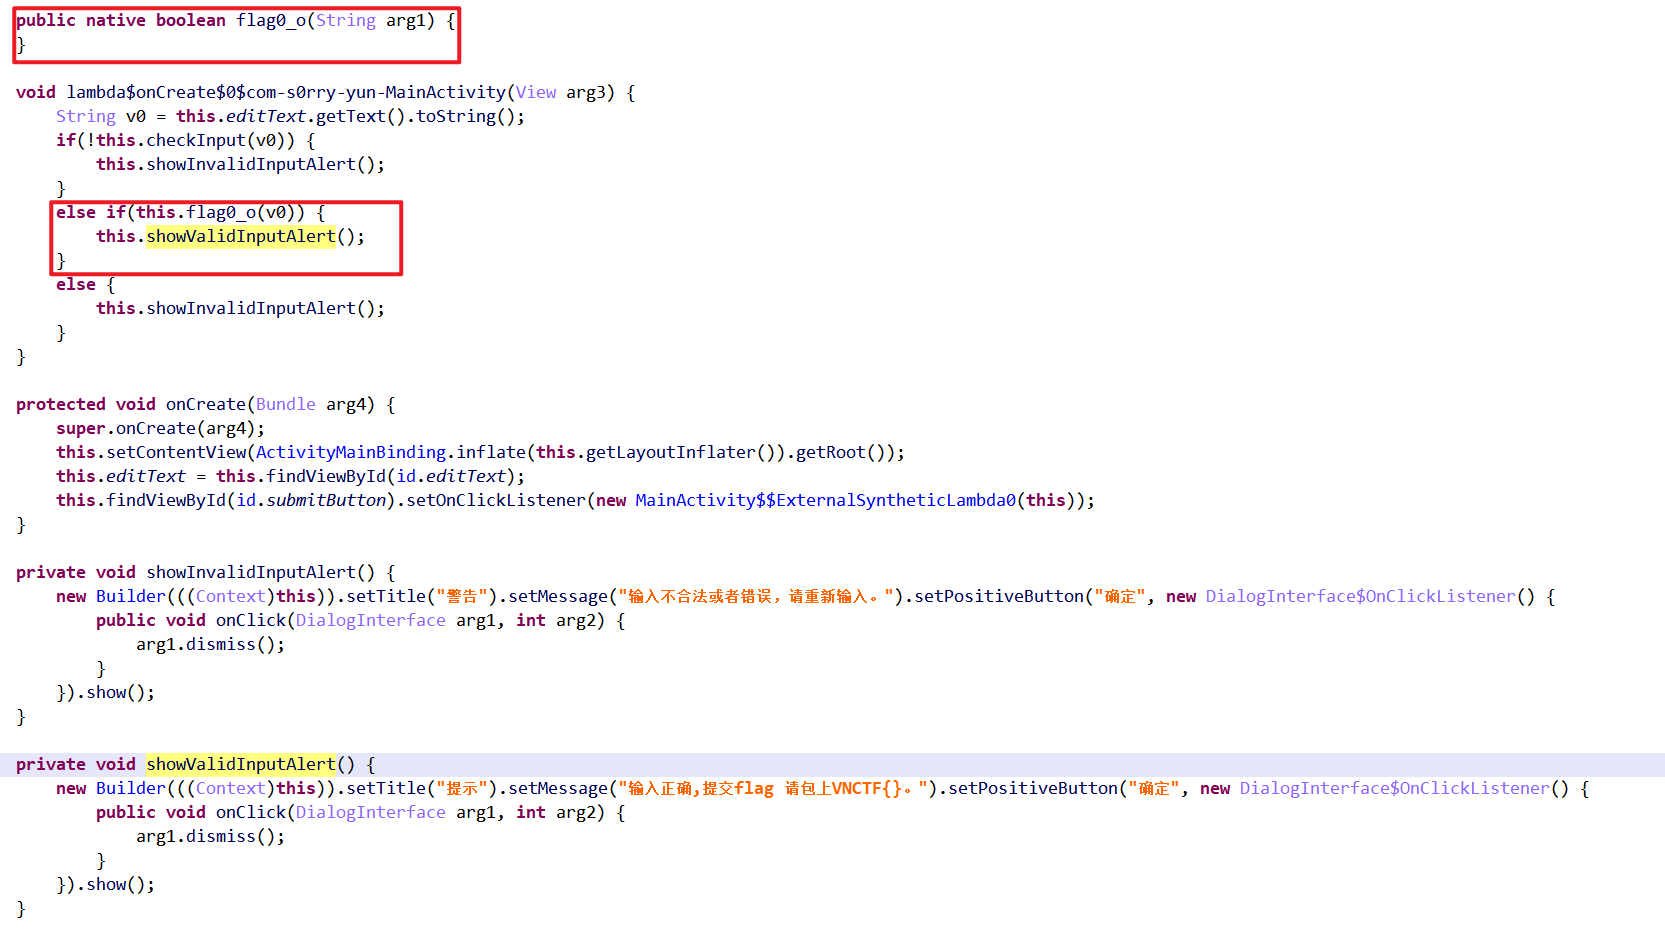 public native boolean flag0_o(String arg1) {
}
void lambda$onCreate$0$com-s0rry-yun-MainActivity(View arg3) {
    String v0 = this.editText.getText().toString();
    if(!this.checkInput(v0)) {
        this.showInvalidInputAlert();
    }
    else if(this.flag0_o(v0)) {
        this.showValidInputAlert();
    }
    else {
        this.showInvalidInputAlert();
    }
}
protected void onCreate(Bundle arg4) {
    super.onCreate(arg4);
    this.setContentView(ActivityMainBinding.inflate(this.getLayoutInflater()).getRoot());
    this.editText = this.findViewById(id.editText);
    this.findViewById(id.submitButton).setOnClickListener(new MainActivity$$ExternalSyntheticLambda0(this));
}
private void showInvalidInputAlert() {
    new Builder(((Context)this)).setTitle("警告").setMessage("输入不合法或者错误，请重新输入。").setPositiveButton("确定", new DialogInterface$OnClickListener() {
        public void onClick(DialogInterface arg1, int arg2) {
            arg1.dismiss();
        }
    }).show();
}
private void showValidInputAlert() {
    new Builder(((Context)this)).setTitle("提示").setMessage("输入正确,提交flag 请包上VNCTF{}。").setPositiveButton("确定", new DialogInterface$OnClickListener() {
        public void onClick(DialogInterface arg1, int arg2) {
            arg1.dismiss();
        }
    }).show();
}